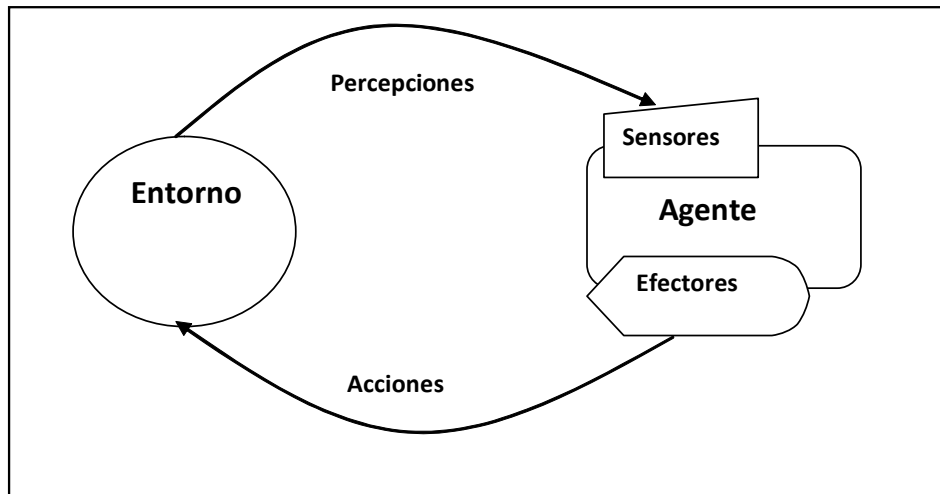 Percepciones
Sensores
Entorno
Agente
Efectores
Acciones